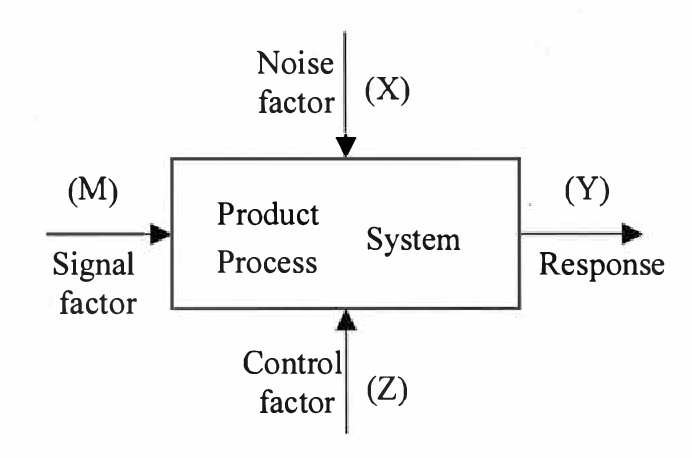 Noise
factor
(X)
(M)
Signal
factor
Product
Process
System
(Y)
Response
Control
factor
(Z)